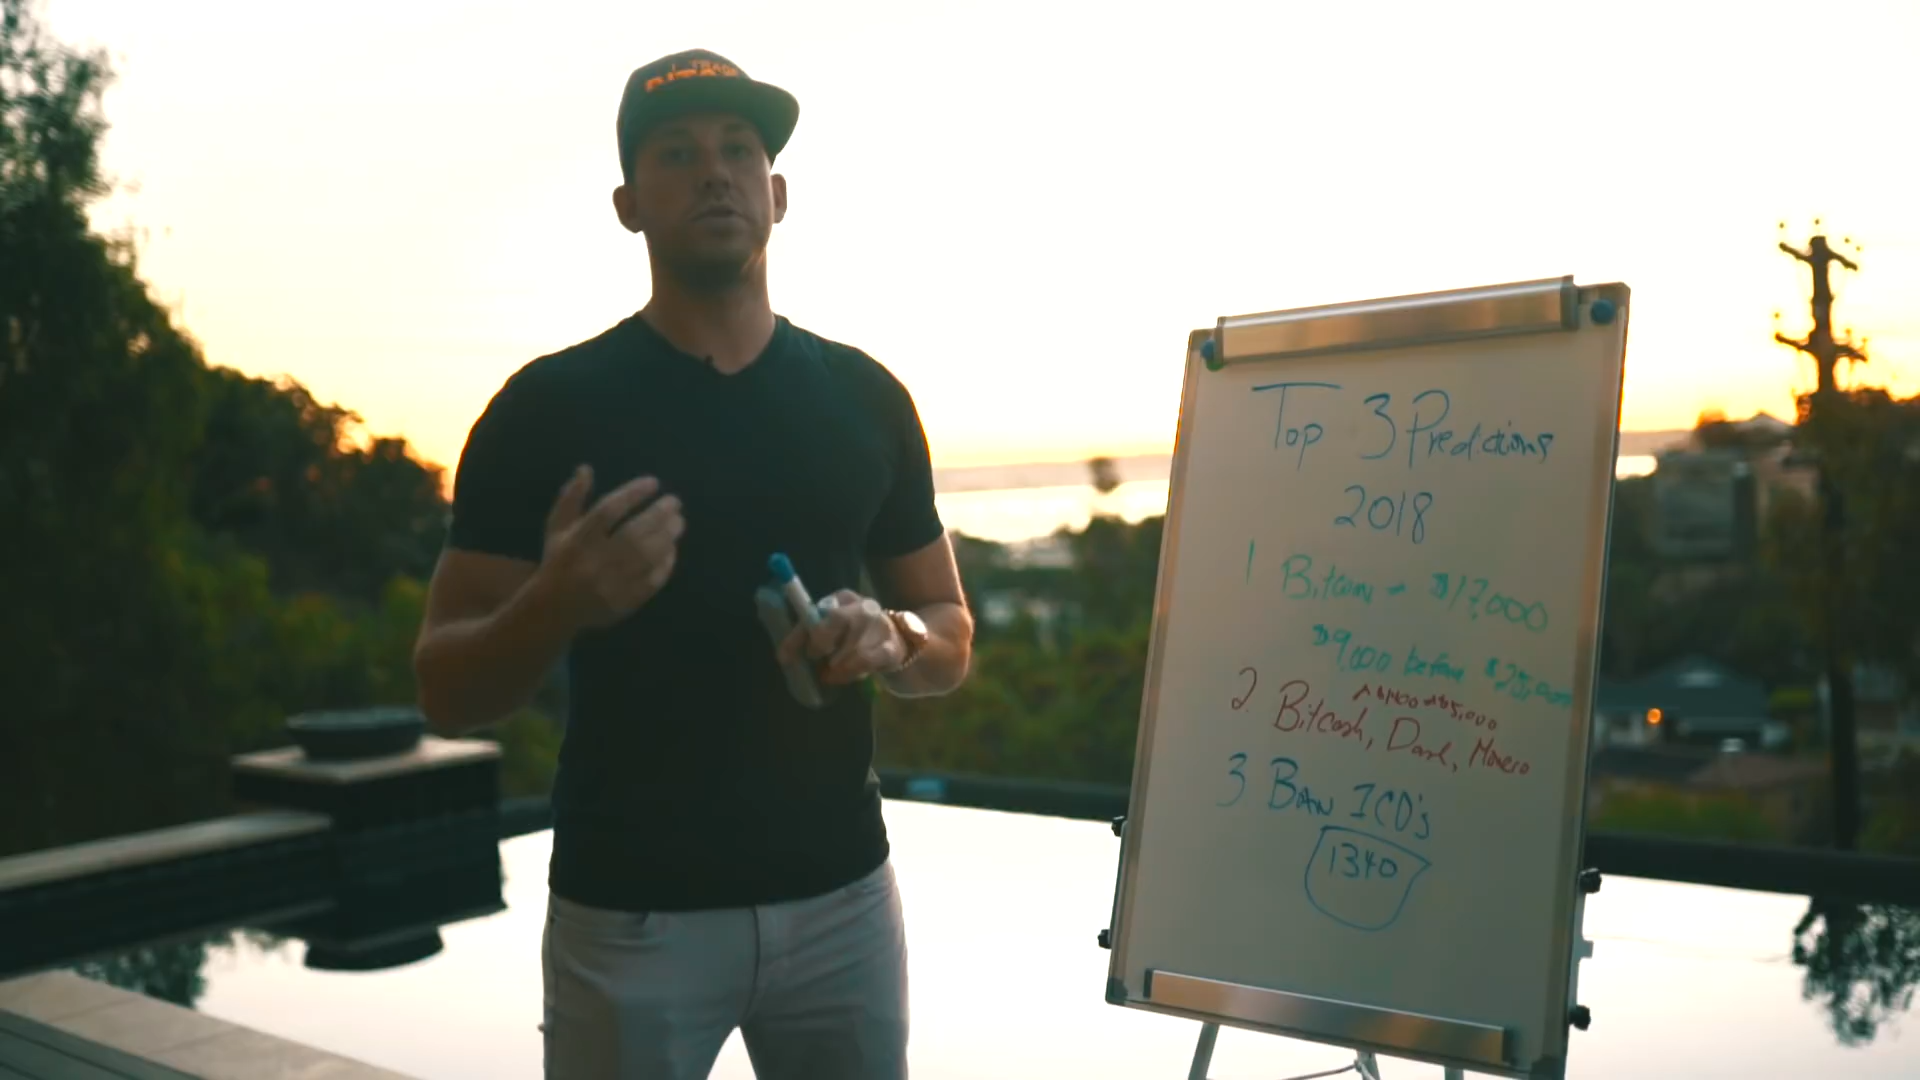 TRADE
Top 3 Predictions
2018
1 Bitcoin → $17,000
$9,000 before $25,000
2. Bitcash, Dash, Monero
3 Ban ICO's
1340